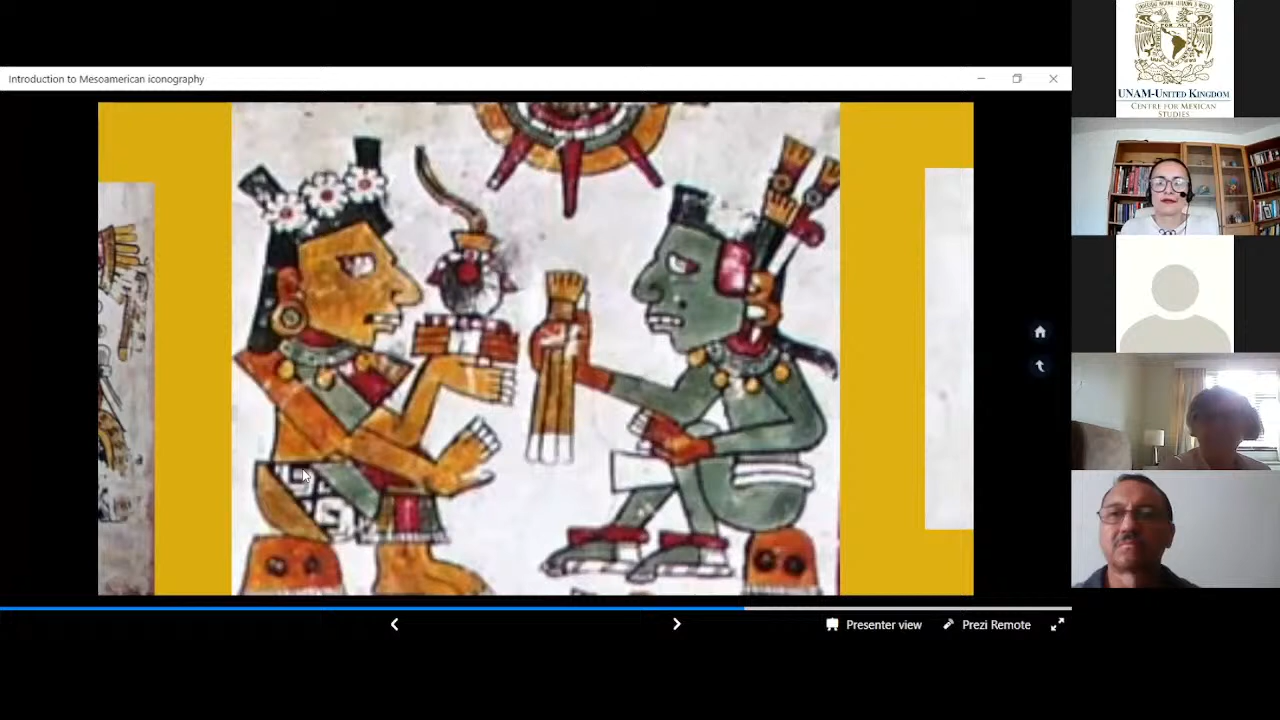 Introduction to Mesoamerican iconography
UNAM-UNITED KINGDOM
CENTRE FOR MEXICAN
STUDIES
Presenter view
Prezi Remote